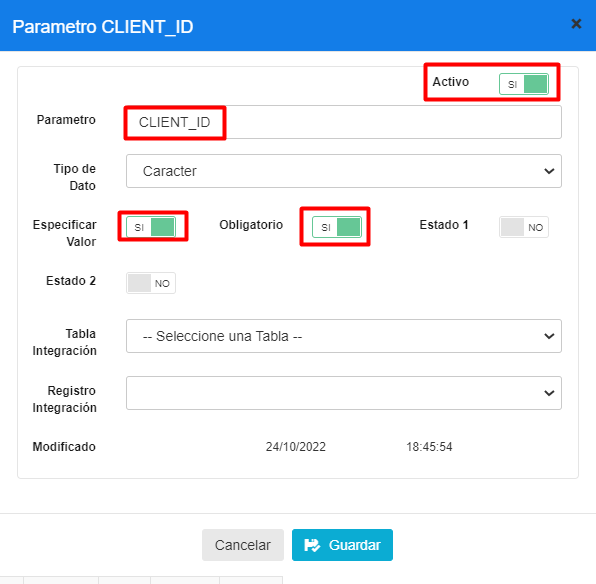 Parametro CLIENT_ID
Activo SI
Parametro CLIENT_ID
Tipo de
Dato
Caracter
Especificar
Valor
SI
Obligatorio SI
Estado 1 NO
Estado 2 NO
Tabla
Integración
-- Seleccione una Tabla --
Registro
Integración
Modificado 24/10/2022 18:45:54
Cancelar Guardar